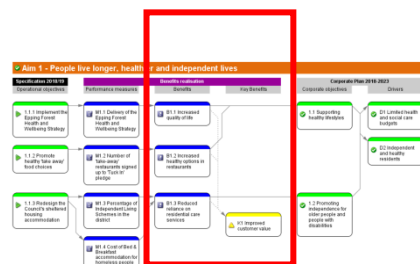 Aim 1 - People live longer, healthier and independent lives
Specification 2018/19
Benefits realisation
Corporate Plan 2018-2023
Operational objectives
Performance measures
Benefits
Key Benefits
Corporate objectives
Drivers
1.1.1 Implement the
Epping Forest
Health and
Wellbeing Strategy
M1.1 Delivery of the
Epping Forest
Health and
Wellbeing Strategy
B1.1 Increased
quality of life
1.1 Supporting
healthy lifestyles
D1 Limited health
and social care
budgets
D2 Independent
and healthy
residents
1.1.2 Promote
healthy 'take away'
food choices
M1.2 Number of
'take-away'
restaurants signed
up to 'Turn in'
pledge
B1.2 Increased
healthy options in
restaurants
1.1.3 Redesign the
Council's sheltered
housing
accommodation
M1.3 Percentage of
Independent Living
Schemes in the
district
B1.3 Reduced
reliance on
residential care
services
K1 Improved
customer value
1.2 Promoting
independence for
older people and
people with
disabilities
M1.4 Cost of Bed &
Breakfast
accommodation for
homeless people